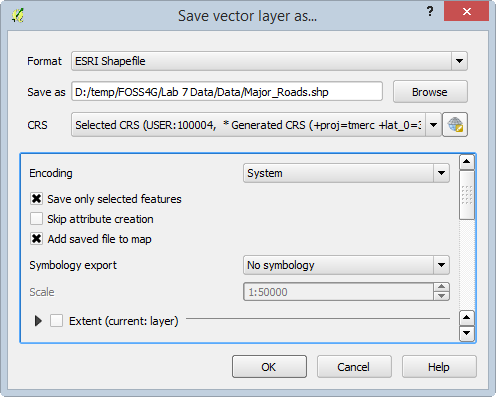 Save vector layer as...
Format ESRI Shapefile
Save as D:/temp/FOSS4G/Lab 7 Data/Data/Major_Roads.shp Browse
CRS Selected CRS (USER:100004, * Generated CRS (+proj=tmerc +lat_0=3
Encoding System
Save only selected features
Skip attribute creation
Add saved file to map
Symbology export No symbology
Scale 1:50000
Extent (current: layer)
OK Cancel Help